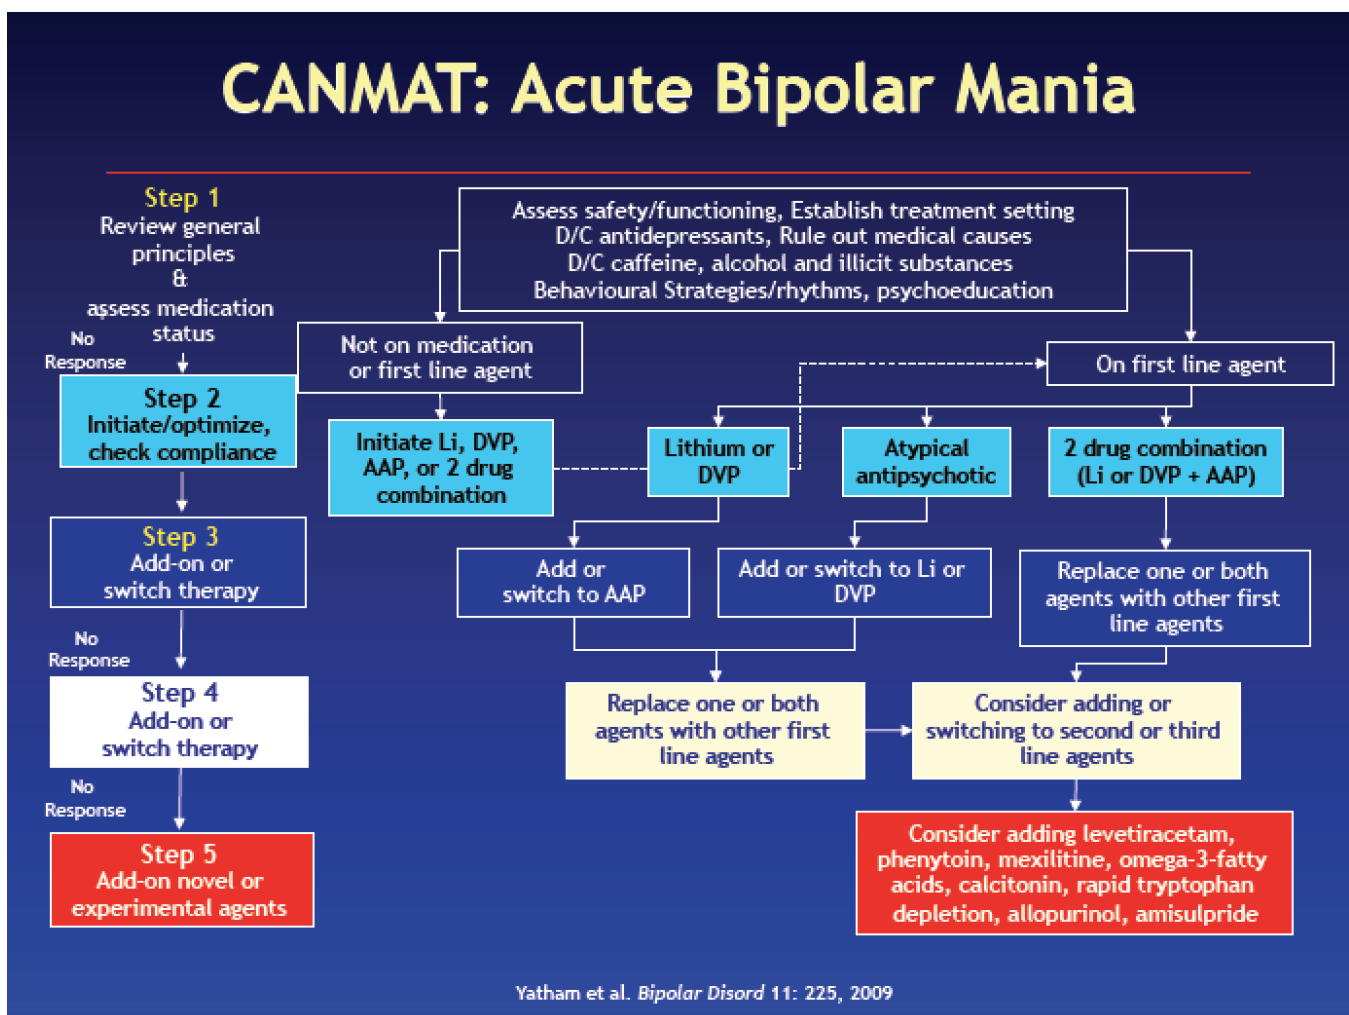 CANMAT: Acute Bipolar Mania
Step 1
Review general
principles
&
assess medication
status
No
Response
Step 2
Initiate/optimize,
check compliance
Step 3
Add-on or
switch therapy
No
Response
Step 4
Add-on or
switch therapy
No
Response
Step 5
Add-on novel or
experimental agents
Assess safety/functioning, Establish treatment setting
D/C antidepressants, Rule out medical causes
D/C caffeine, alcohol and illicit substances
Behavioural Strategies/rhythms, psychoeducation
Not on medication
or first line agent
On first line agent
Initiate Li, DVP,
AAP, or 2 drug
combination
Lithium or
DVP
Atypical
antipsychotic
2 drug combination
(Li or DVP + AAP)
Add or
switch to AAP
Add or switch to Li or
DVP
Replace one or both
agents with other first
line agents
Replace one or both
agents with other first
line agents
Consider adding or
switching to second or third
line agents
Consider adding levetiracetam,
phenytoin, mexilitine, omega-3-fatty
acids, calcitonin, rapid tryptophan
depletion, allopurinol, amisulpride
Yatham et al. Bipolar Disord 11: 225, 2009